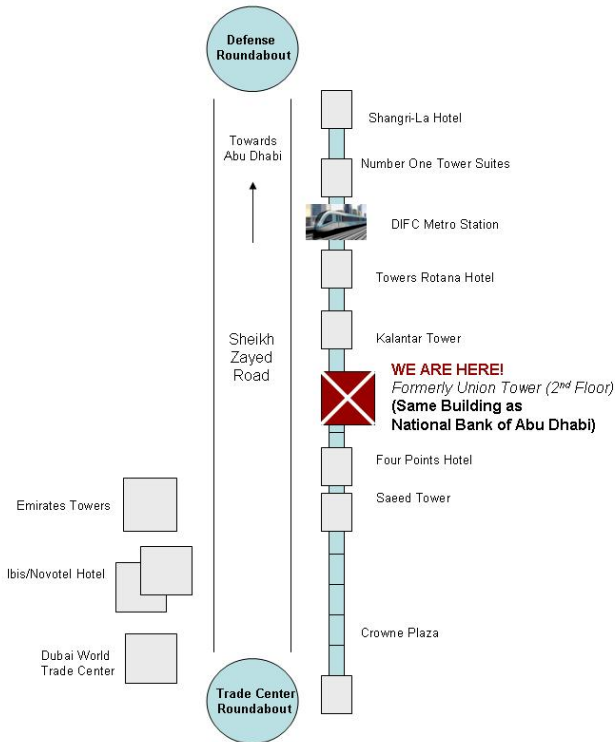 Defense
Roundabout
Shangri-La Hotel
Towards
Abu Dhabi
Number One Tower Suites
DIFC Metro Station
Towers Rotana Hotel
Sheikh
Zayed
Road
Kalantar Tower
WE ARE HERE!
Formerly Union Tower (2nd Floor)
(Same Building as
National Bank of Abu Dhabi)
Four Points Hotel
Saeed Tower
Emirates Towers
Ibis/Novotel Hotel
Crowne Plaza
Dubai World
Trade Center
Trade Center
Roundabout